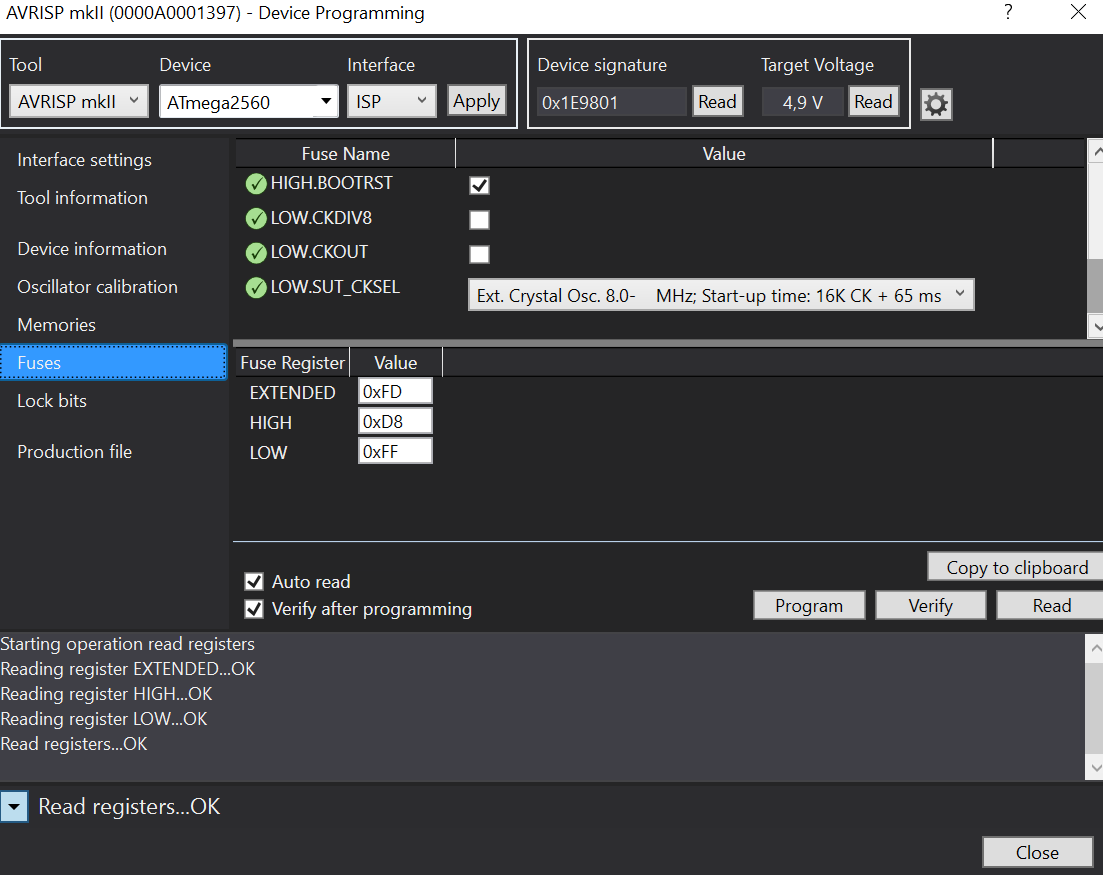 AVRISP mkII (0000A0001397) - Device Programming
?
Tool Device Interface
AVRISP mkII ATmega2560 ISP Apply
Device signature Target Voltage
0x1E9801 Read 4,9 V Read
Interface settings
Tool information
Device information
Oscillator calibration
Memories
Fuses
Lock bits
Production file
Fuse Name Value
HIGH.BOOTRST
LOW.CKDIV8
LOW.CKOUT
LOW.SUT_CKSEL Ext. Crystal Osc. 8.0- MHz; Start-up time: 16K CK + 65 ms
Fuse Register Value
EXTENDED 0xFD
HIGH 0xD8
LOW 0xFF
Copy to clipboard
Auto read
Verify after programming
Program Verify Read
Starting operation read registers
Reading register EXTENDED...OK
Reading register HIGH...OK
Reading register LOW...OK
Read registers...OK
Read registers...OK
Close